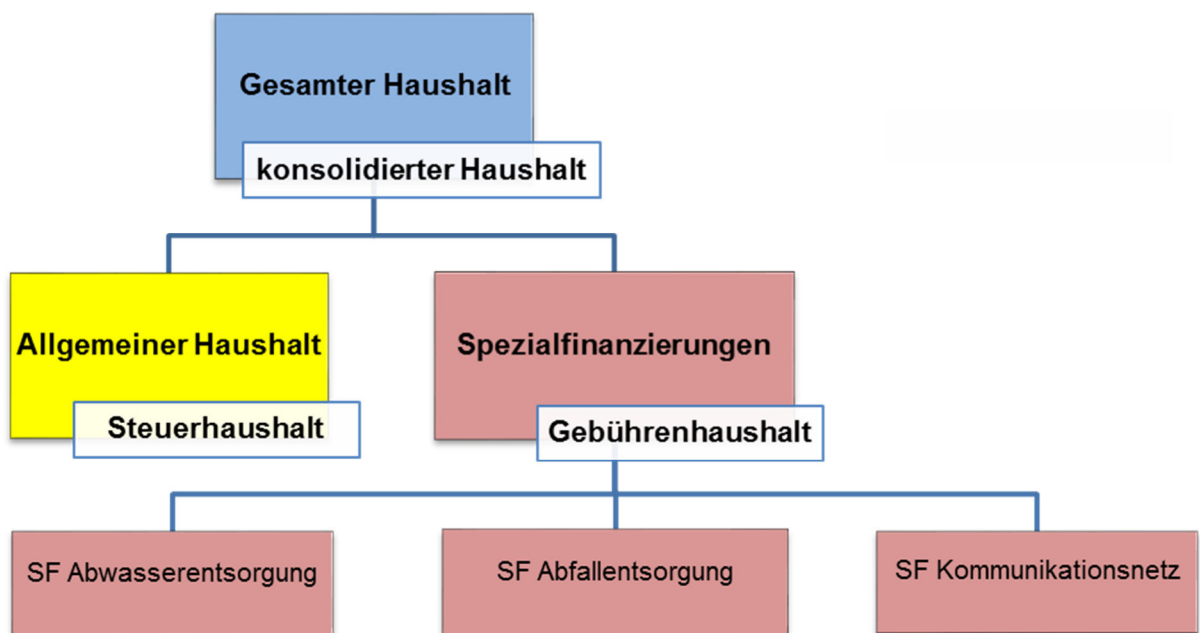 Gesamter Haushalt
konsolidierter Haushalt
Allgemeiner Haushalt
Steuerhaushalt
Spezialfinanzierungen
Gebührenhaushalt
SF Abwasserentsorgung
SF Abfallentsorgung
SF Kommunikationsnetz